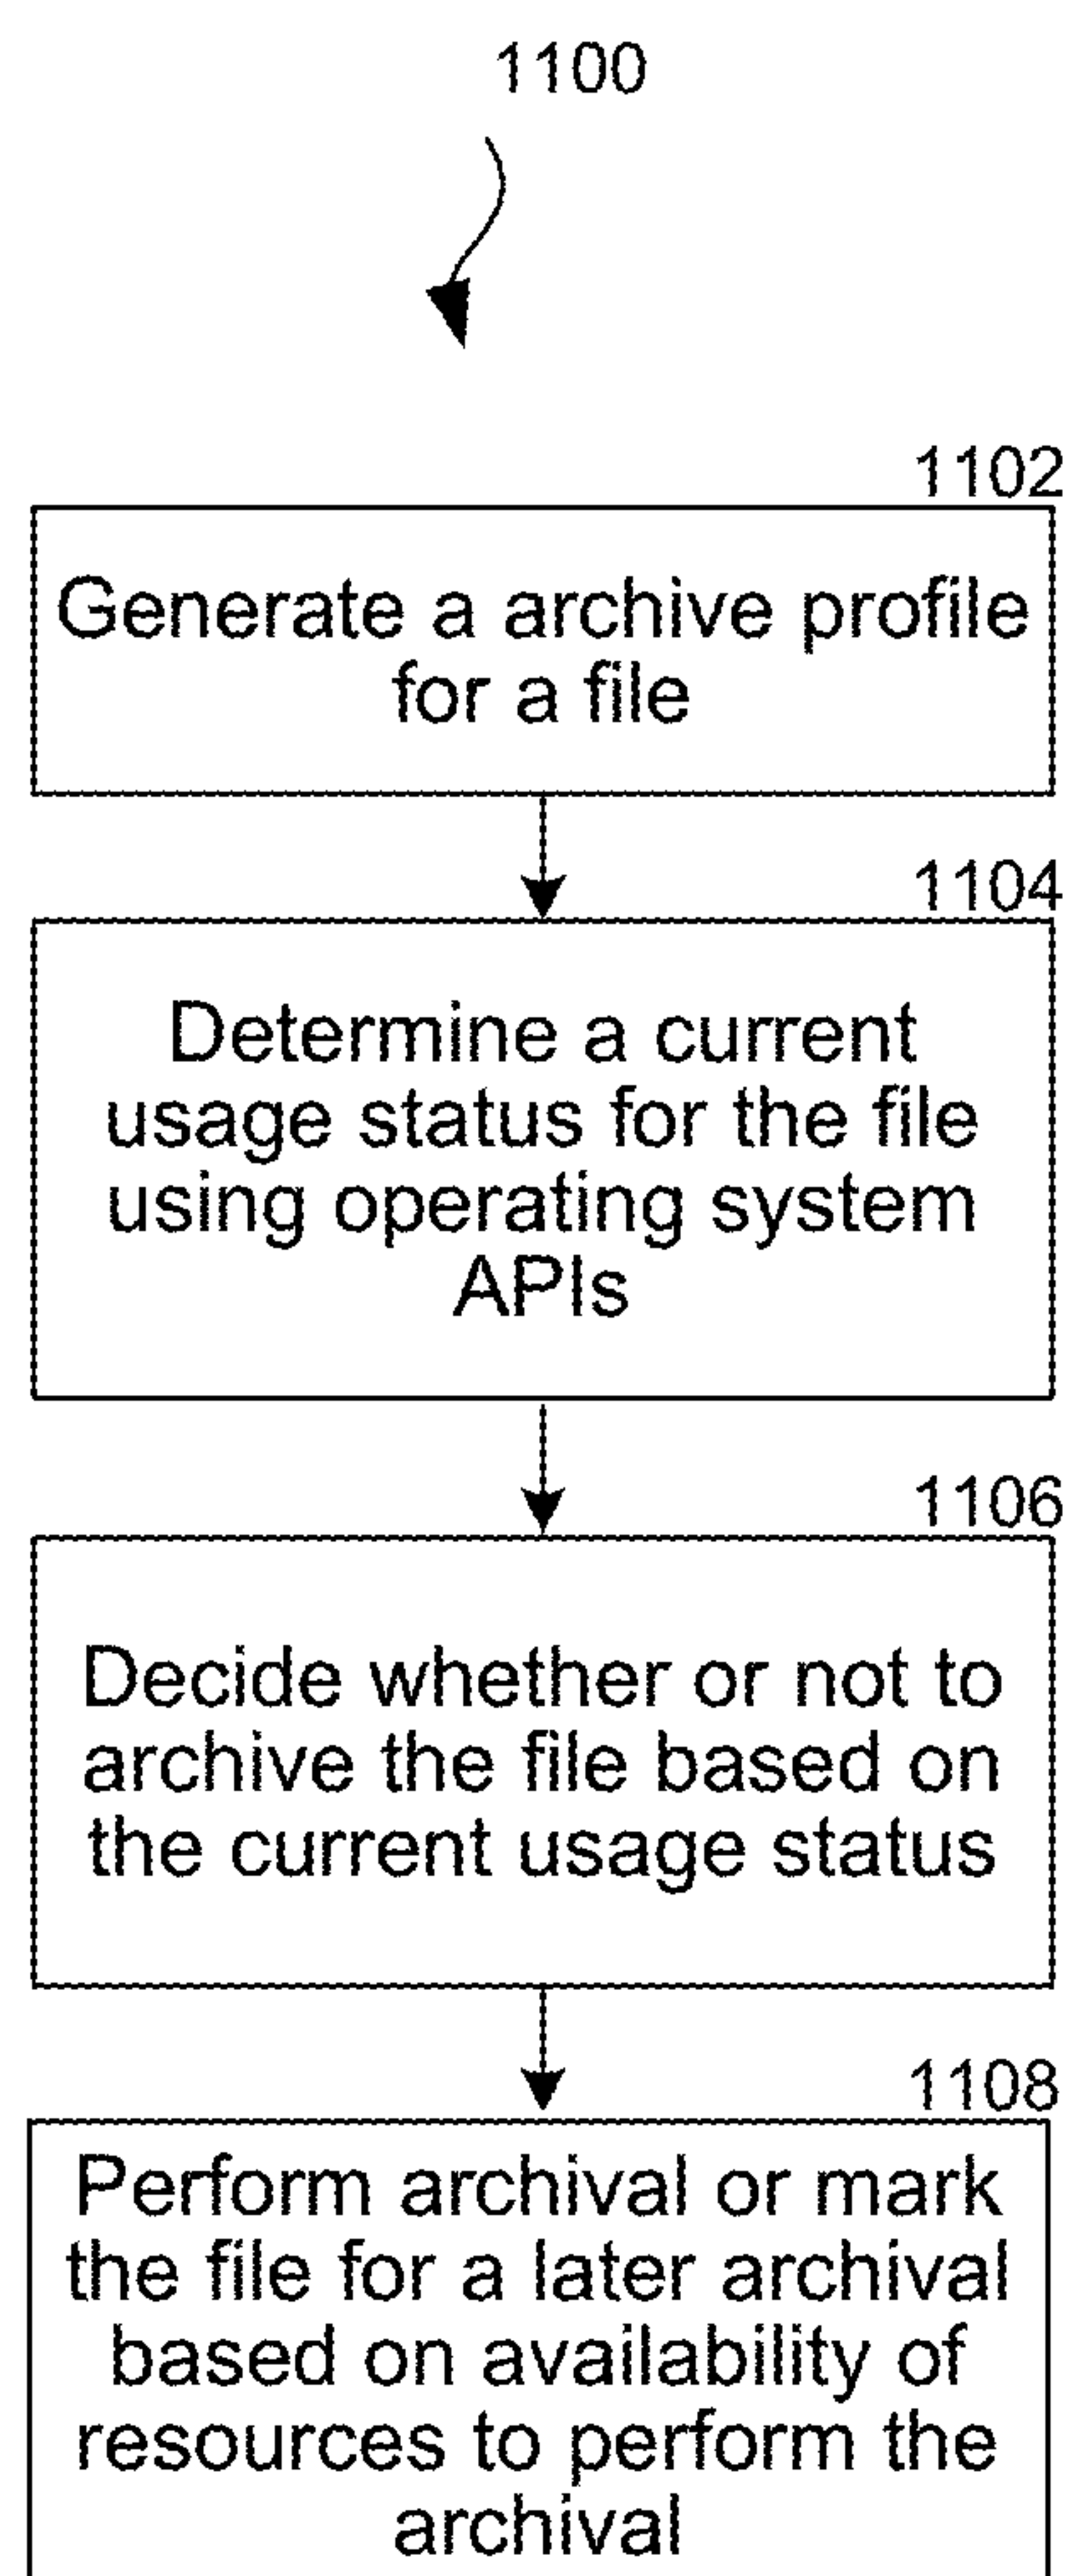 1100
1102
Generate a archive profile
for a file
1104
Determine a current
usage status for the file
using operating system
APIs
1106
Decide whether or not to
archive the file based on
the current usage status
1108
Perform archival or mark
the file for a later archival
based on availability of
resources to perform the
archival